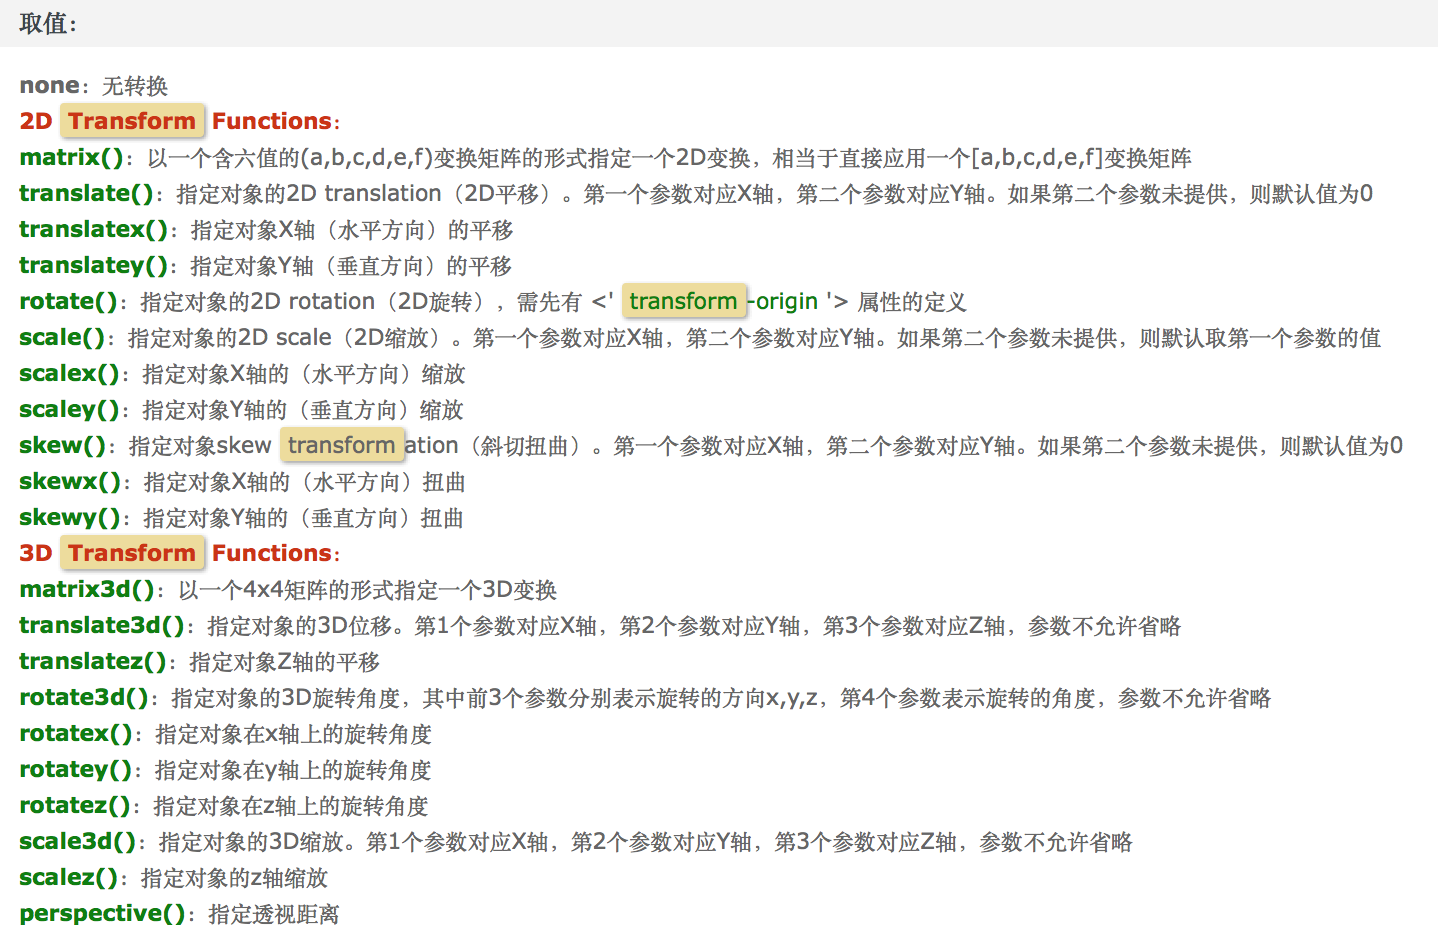 取值：
none：无转换
2D Transform Functions：
matrix()：以一个含六值的(a,b,c,d,e,f)变换矩阵的形式指定一个2D变换，相当于直接应用一个[a,b,c,d,e,f]变换矩阵
translate()：指定对象的2D translation（2D平移）。第一个参数对应X轴，第二个参数对应Y轴。如果第二个参数未提供，则默认值为0
translatex()：指定对象X轴（水平方向）的平移
translatey()：指定对象Y轴（垂直方向）的平移
rotate()：指定对象的2D rotation（2D旋转），需先有 <' transform-origin '> 属性的定义
scale()：指定对象的2D scale（2D缩放）。第一个参数对应X轴，第二个参数对应Y轴。如果第二个参数未提供，则默认取第一个参数的值
scalex()：指定对象X轴的（水平方向）缩放
scaley()：指定对象Y轴的（垂直方向）缩放
skew()：指定对象skew transformation（斜切扭曲）。第一个参数对应X轴，第二个参数对应Y轴。如果第二个参数未提供，则默认值为0
skewx()：指定对象X轴的（水平方向）扭曲
skewy()：指定对象Y轴的（垂直方向）扭曲
3D Transform Functions：
matrix3d()：以一个4x4矩阵的形式指定一个3D变换
translate3d()：指定对象的3D位移。第1个参数对应X轴，第2个参数对应Y轴，第3个参数对应Z轴，参数不允许省略
translatez()：指定对象Z轴的平移
rotate3d()：指定对象的3D旋转角度，其中前3个参数分别表示旋转的方向x,y,z，第4个参数表示旋转的角度，参数不允许省略
rotatex()：指定对象在x轴上的旋转角度
rotatey()：指定对象在y轴上的旋转角度
rotatez()：指定对象在z轴上的旋转角度
scale3d()：指定对象的3D缩放。第1个参数对应X轴，第2个参数对应Y轴，第3个参数对应Z轴，参数不允许省略
scalez()：指定对象的z轴缩放
perspective()：指定透视距离